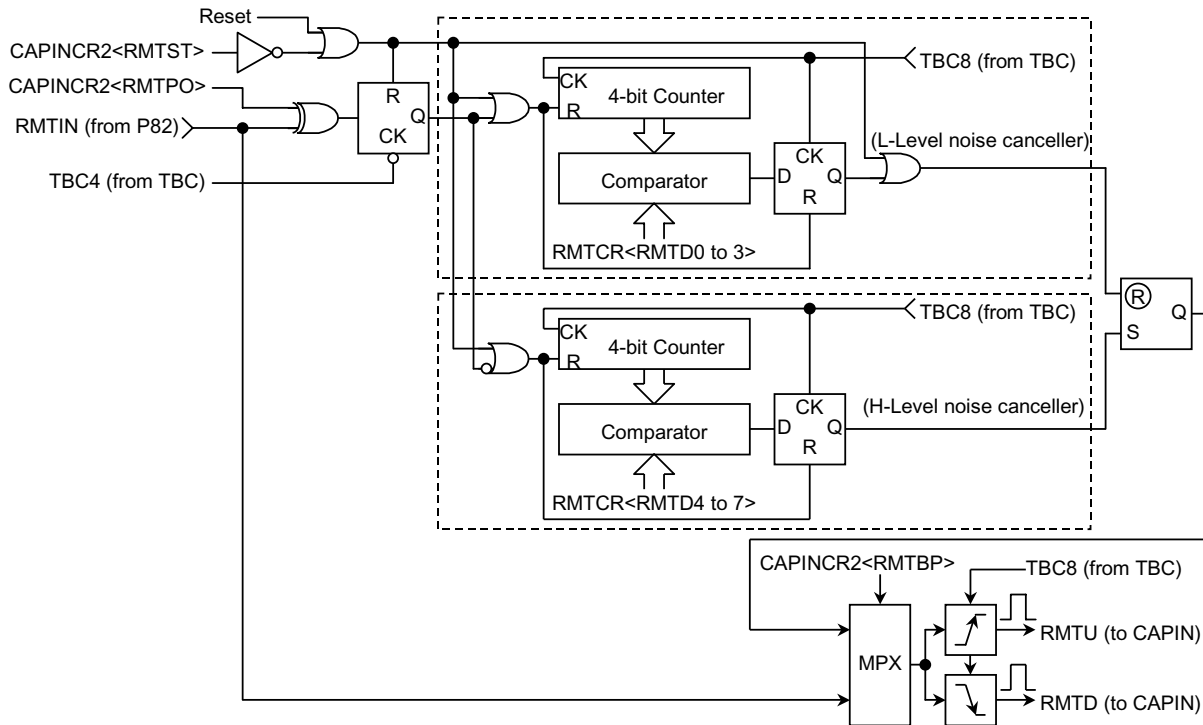 Reset
CAPINCR2<RMTST>
CAPINCR2<RMTPO>
RMTIN (from P82)
TBC4 (from TBC)
R
Q
CK
CK
4-bit Counter
R
TBC8 (from TBC)
Comparator
RMTCR<RMTD0 to 3>
CK
D
Q
R
(L-Level noise canceller)
CK
4-bit Counter
R
TBC8 (from TBC)
Comparator
RMTCR<RMTD4 to 7>
CK
D
Q
R
(H-Level noise canceller)
R
Q
S
CAPINCR2<RMTBP>
TBC8 (from TBC)
MPX
RMTU (to CAPIN)
RMTD (to CAPIN)